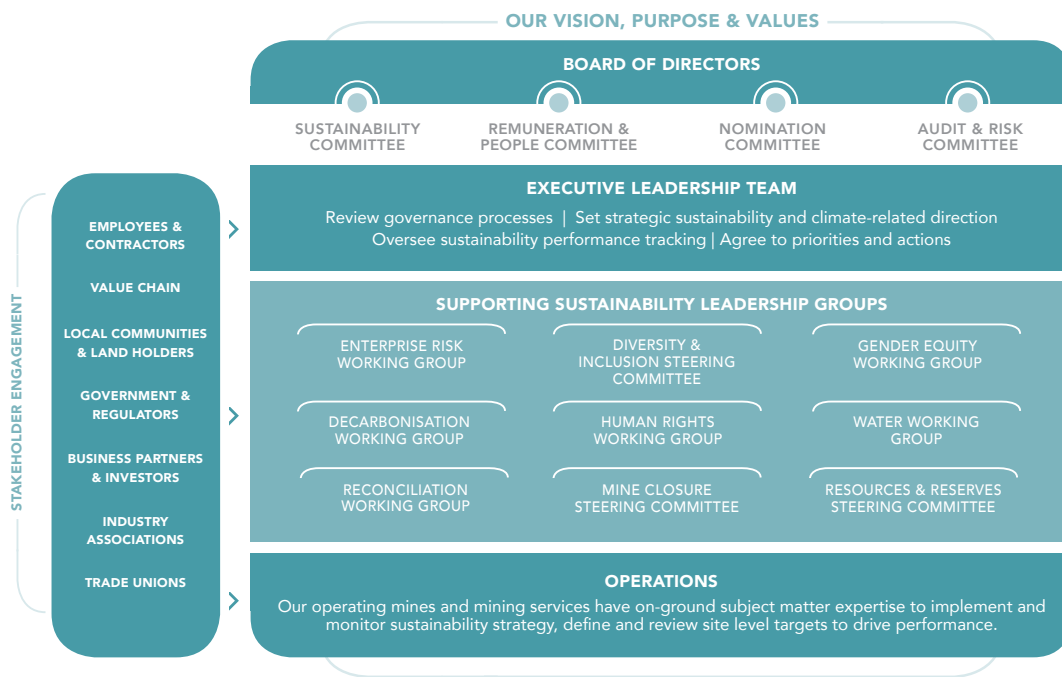 OUR VISION, PURPOSE & VALUES
BOARD OF DIRECTORS
SUSTAINABILITY
COMMITTEE
REMUNERATION &
PEOPLE COMMITTEE
NOMINATION
COMMITTEE
AUDIT & RISK
COMMITTEE
STAKEHOLDER ENGAGEMENT
EMPLOYEES &
CONTRACTORS
VALUE CHAIN
LOCAL COMMUNITIES
& LAND HOLDERS
GOVERNMENT &
REGULATORS
BUSINESS PARTNERS
& INVESTORS
INDUSTRY
ASSOCIATIONS
TRADE UNIONS
EXECUTIVE LEADERSHIP TEAM
Review governance processes | Set strategic sustainability and climate-related direction
Oversee sustainability performance tracking | Agree to priorities and actions
SUPPORTING SUSTAINABILITY LEADERSHIP GROUPS
ENTERPRISE RISK
WORKING GROUP
DIVERSITY &
INCLUSION STEERING
COMMITTEE
GENDER EQUITY
WORKING GROUP
DECARBONISATION
WORKING GROUP
HUMAN RIGHTS
WORKING GROUP
WATER WORKING
GROUP
RECONCILIATION
WORKING GROUP
MINE CLOSURE
STEERING COMMITTEE
RESOURCES & RESERVES
STEERING COMMITTEE
OPERATIONS
Our operating mines and mining services have on-ground subject matter expertise to implement and
monitor sustainability strategy, define and review site level targets to drive performance.